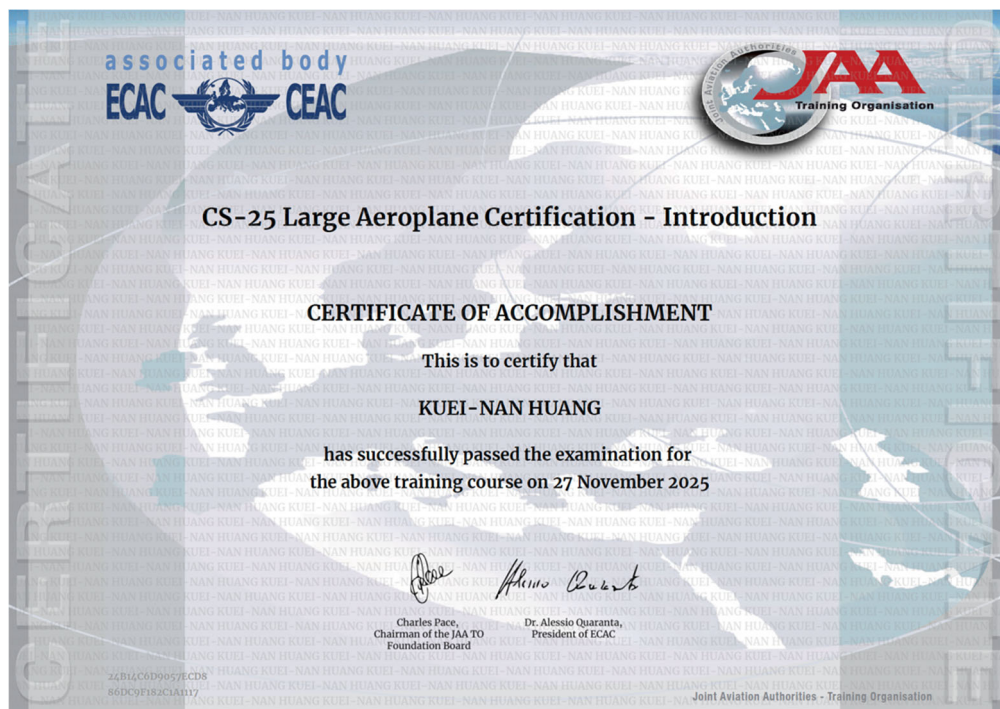 associated body
ECAC CEAC
Joint Aviation Authorities
JAA
Training Organisation
CERTIFICATE
CERTIFICATE
CS-25 Large Aeroplane Certification - Introduction
CERTIFICATE OF ACCOMPLISHMENT
This is to certify that
KUEI-NAN HUANG
has successfully passed the examination for
the above training course on 27 November 2025
Charles Pace,
Chairman of the JAA TO
Foundation Board
Dr. Alessio Quaranta,
President of ECAC
24B14C6D9057ECD8
86DC9F182C1A1117
Joint Aviation Authorities - Training Organisation